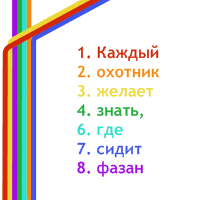 1. Каждый
2. охотник
3. желает
4. знать,
6. где
7. сидит
8. фазан